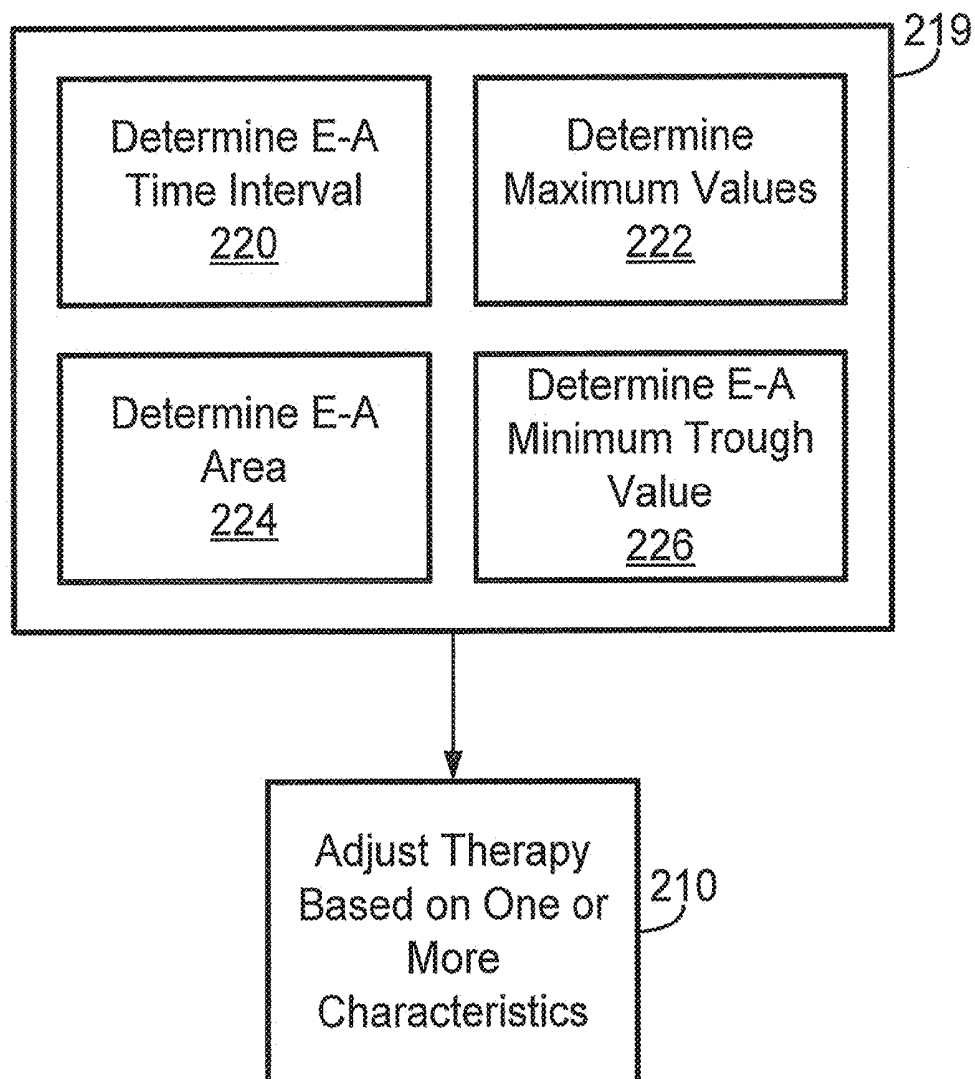 219
Determine E-A
Time Interval
220
Determine
Maximum Values
222
Determine E-A
Area
224
Determine E-A
Minimum Trough
Value
226
Adjust Therapy
Based on One or
More
Characteristics
210